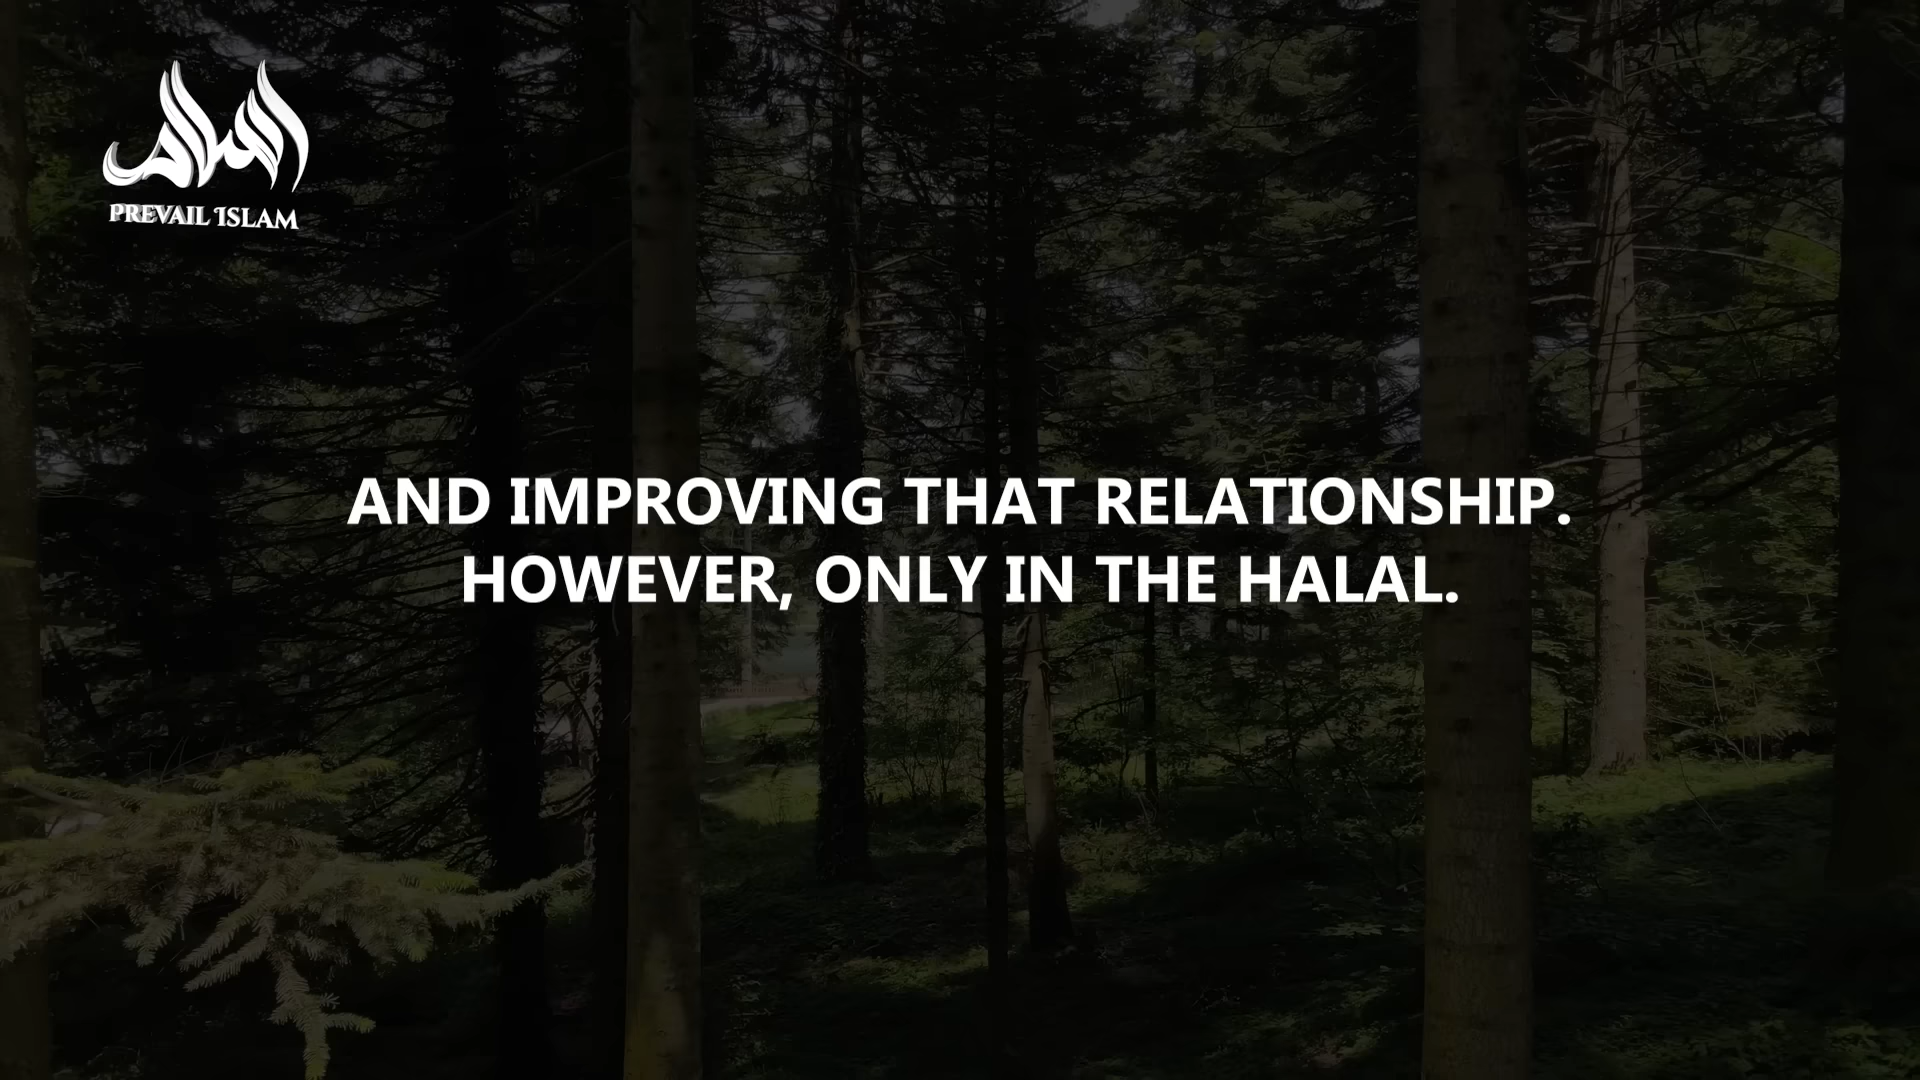 PREVAIL ISLAM
AND IMPROVING THAT RELATIONSHIP.
HOWEVER, ONLY IN THE HALAL.